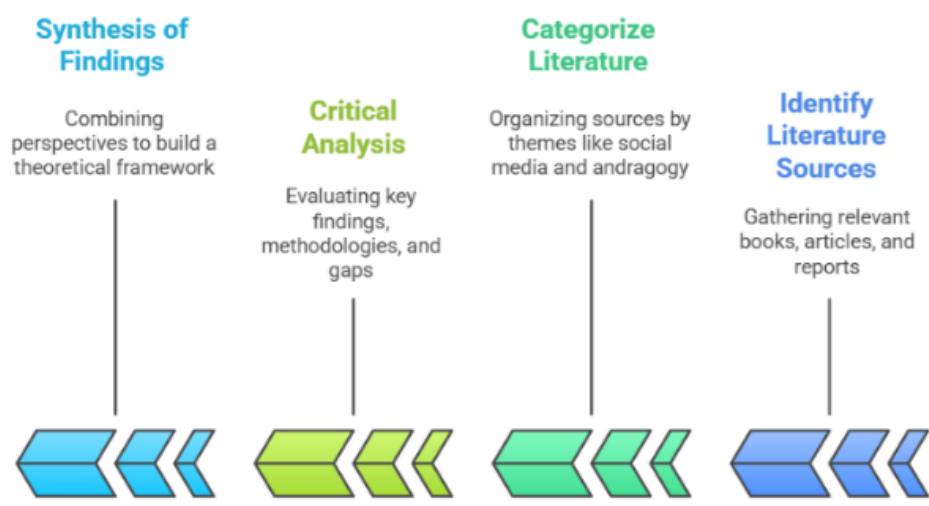 Synthesis of
Findings
Combining
perspectives to build a
theoretical framework
Critical
Analysis
Evaluating key
findings,
methodologies, and
gaps
Categorize
Literature
Organizing sources by
themes like social
media and andragogy
Identify
Literature
Sources
Gathering relevant
books, articles, and
reports